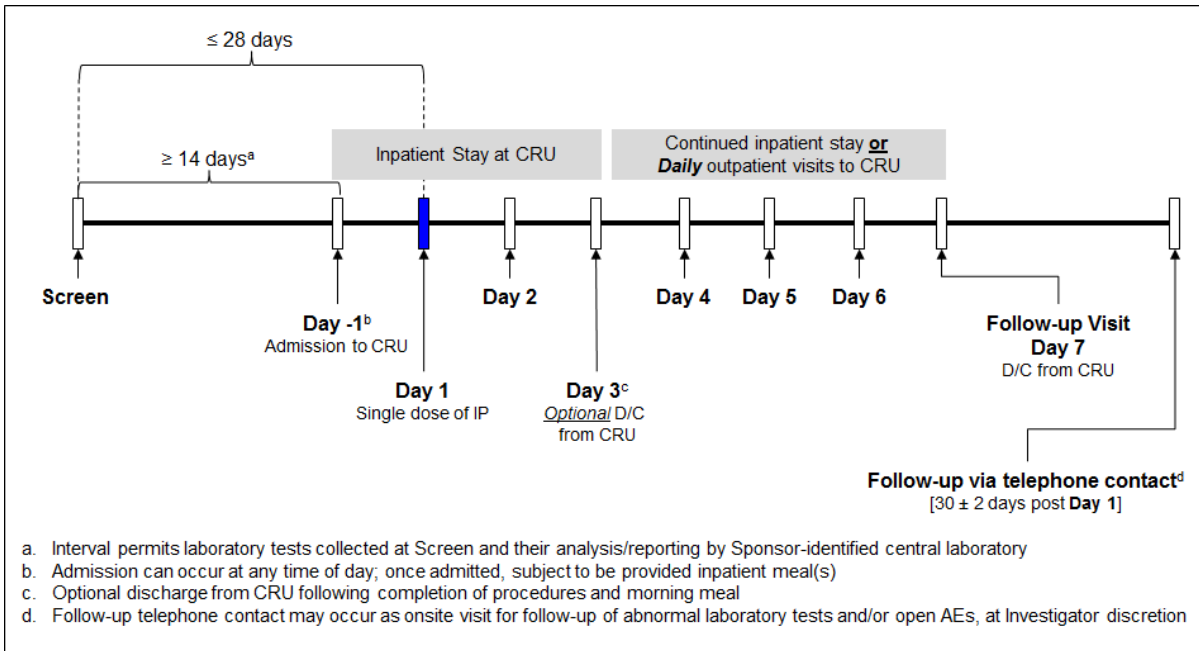 ≤ 28 days
≥ 14 daysᵃ
Inpatient Stay at CRU
Continued inpatient stay or
Daily outpatient visits to CRU
Screen
Day -1ᵇ
Admission to CRU
Day 1
Single dose of IP
Day 2
Day 3ᶜ
Optional D/C
from CRU
Day 4
Day 5
Day 6
Follow-up Visit
Day 7
D/C from CRU
Follow-up via telephone contactᵈ
[30 ± 2 days post Day 1]
a. Interval permits laboratory tests collected at Screen and their analysis/reporting by Sponsor-identified central laboratory
b. Admission can occur at any time of day; once admitted, subject to be provided inpatient meal(s)
c. Optional discharge from CRU following completion of procedures and morning meal
d. Follow-up telephone contact may occur as onsite visit for follow-up of abnormal laboratory tests and/or open AEs, at Investigator discretion